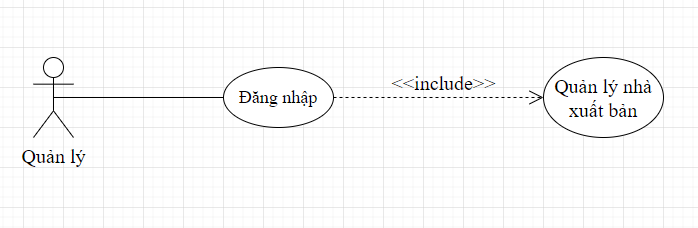 <<include>>
Đăng nhập
Quản lý nhà
xuất bản
Quản lý